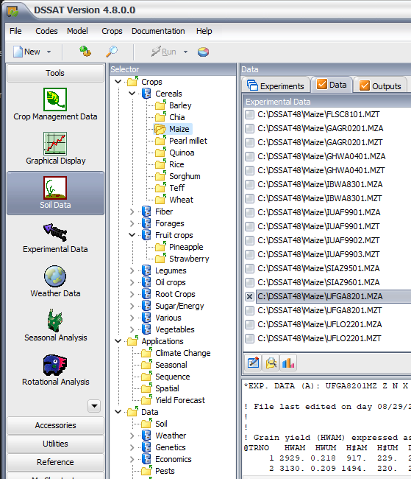 DSSAT Version 4.8.0.0
File Codes Model Crops Documentation Help
New Run
Tools
Crop Management Data
Graphical Display
Soil Data
Experimental Data
Weather Data
Seasonal Analysis
Rotational Analysis
Accessories
Utilities
Reference
Selector
Crops
Cereals
Barley
Chia
Maize
Pearl millet
Quinoa
Rice
Sorghum
Teff
Wheat
Fiber
Forages
Fruit crops
Pineapple
Strawberry
Legumes
Oil crops
Root Crops
Sugar/Energy
Various
Vegetables
Applications
Climate Change
Seasonal
Sequence
Spatial
Yield Forecast
Data
Soil
Weather
Genetics
Economics
Pests
Data
Experiments Data Outputs
Experimental Data
C:\DSSAT48\Maize\FLSC8101.MZT
C:\DSSAT48\Maize\GAGR0201.MZA
C:\DSSAT48\Maize\GAGR0201.MZT
C:\DSSAT48\Maize\GHWA0401.MZA
C:\DSSAT48\Maize\GHWA0401.MZT
C:\DSSAT48\Maize\IBWA8301.MZA
C:\DSSAT48\Maize\IBWA8301.MZT
C:\DSSAT48\Maize\IUAF9901.MZA
C:\DSSAT48\Maize\IUAF9901.MZT
C:\DSSAT48\Maize\IUAF9902.MZT
C:\DSSAT48\Maize\IUAF9903.MZT
C:\DSSAT48\Maize\SIAZ9501.MZA
C:\DSSAT48\Maize\SIAZ9601.MZA
C:\DSSAT48\Maize\UFGA8201.MZA
C:\DSSAT48\Maize\UFGA8201.MZT
C:\DSSAT48\Maize\UFLO2201.MZA
C:\DSSAT48\Maize\UFLO2201.MZT
*EXP. DATA (A): UFGA8201MZ Z N X
! File last edited on day 08/29/2
!
!
! Grain yield (HWAM) expressed as
@TRNO HWAM HWUM H#AM H#UM
1 2929. 0.218 917. 229.
2 3130. 0.209 1494. 220.